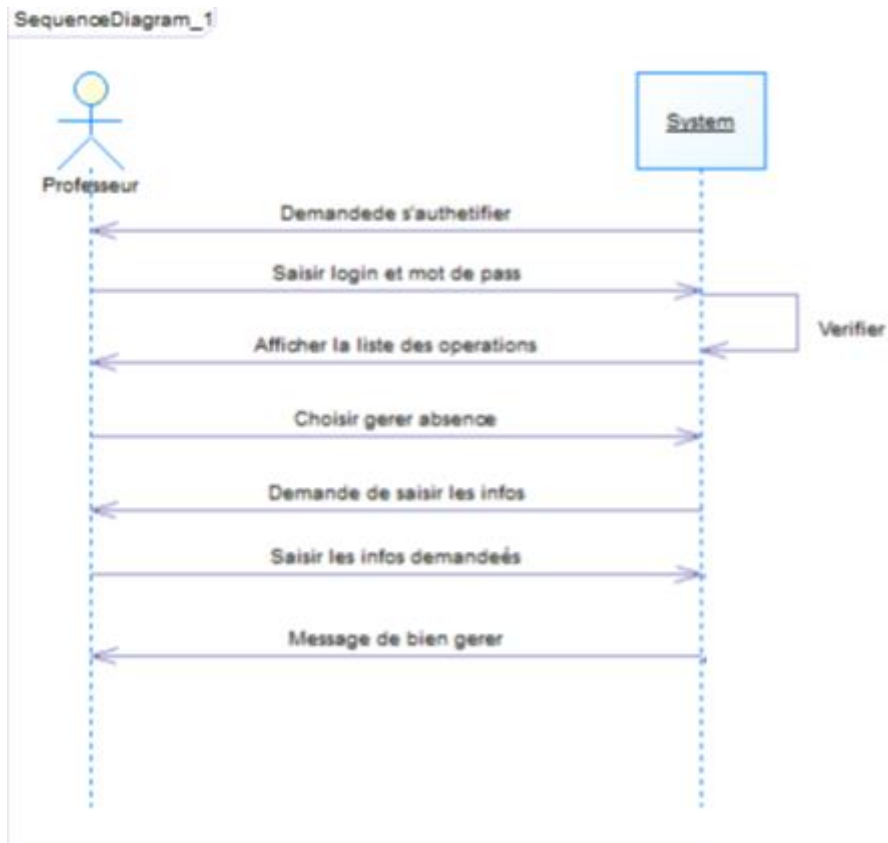 SequenceDiagram_1
System
Professeur
Demandede s'authetifier
Saisir login et mot de pass
Verifier
Afficher la liste des operations
Choisir gerer absence
Demande de saisir les infos
Saisir les infos demandeés
Message de bien gerer